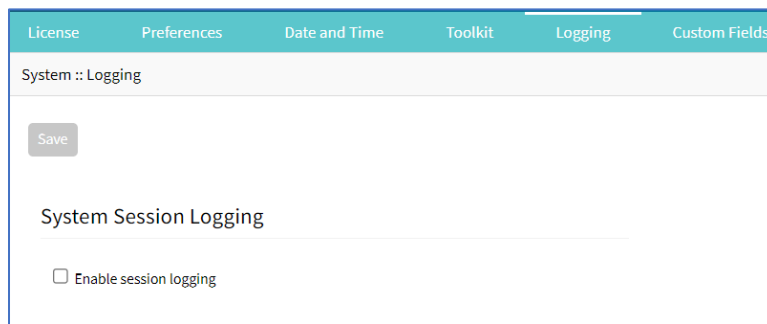 License Preferences Date and Time Toolkit Logging Custom Fields
System :: Logging
Save
System Session Logging
Enable session logging